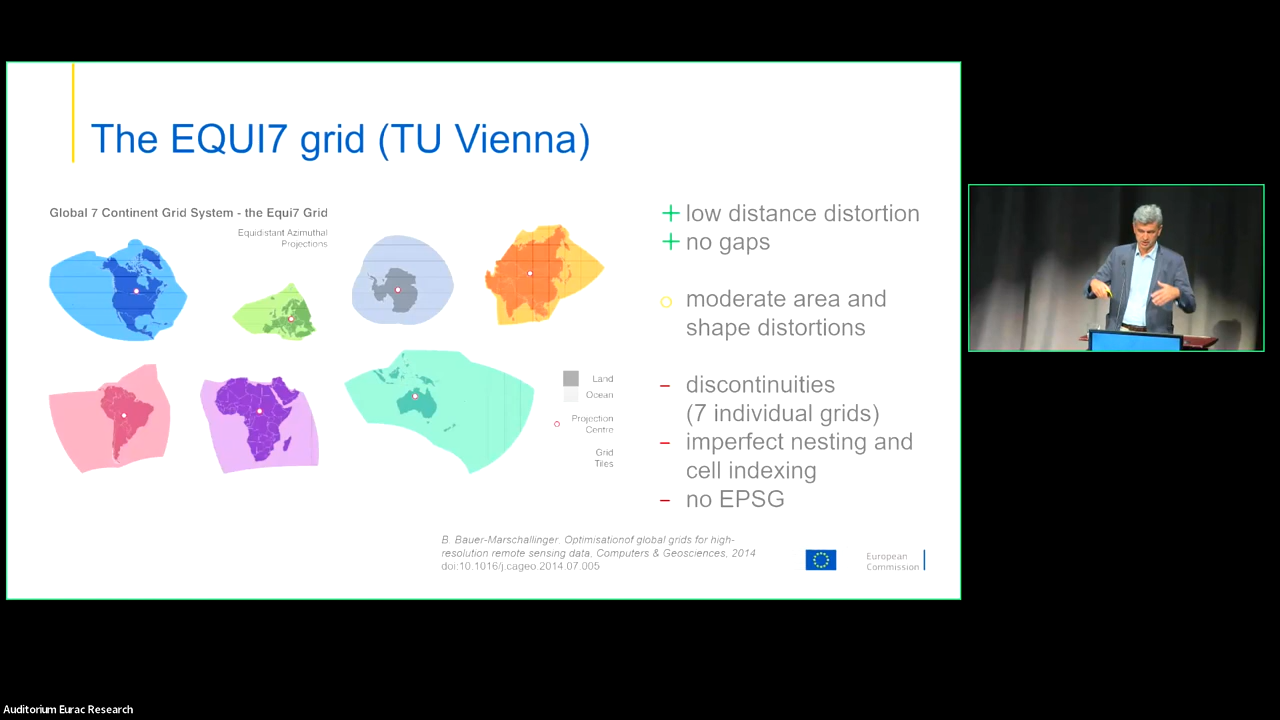 The EQUI7 grid (TU Vienna)
Global 7 Continent Grid System - the Equi7 Grid
Equidistant Azimuthal
Projections
Land
Ocean
Projection
Centre
Grid
Tiles
+ low distance distortion
+ no gaps
o moderate area and
shape distortions
– discontinuities
(7 individual grids)
– imperfect nesting and
cell indexing
– no EPSG
B. Bauer-Marschallinger. Optimisationof global grids for high-
resolution remote sensing data, Computers & Geosciences, 2014
doi:10.1016/j.cageo.2014.07.005
European
Commission
Auditorium Eurac Research